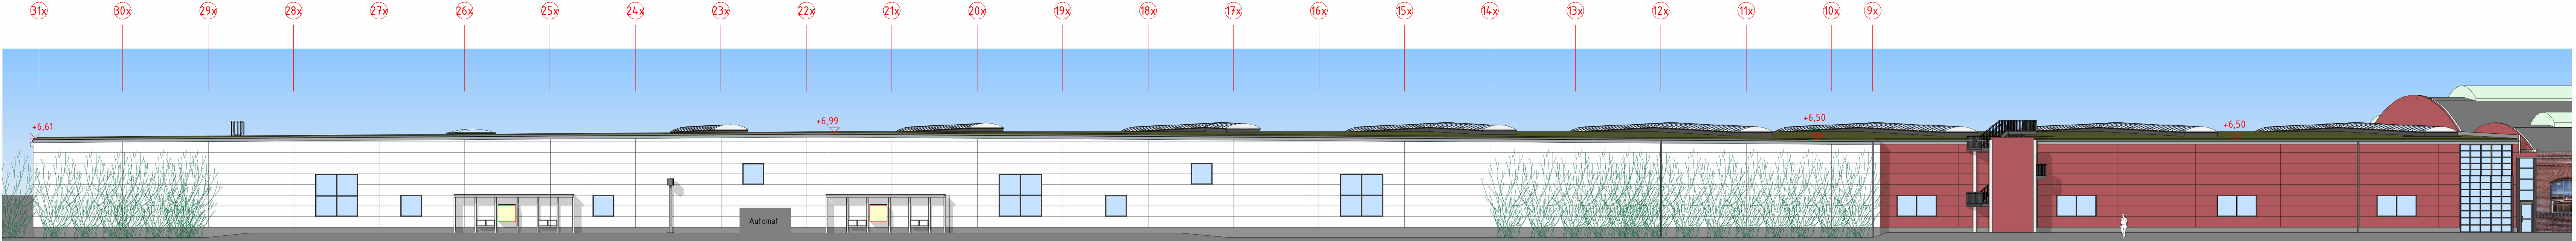 31x 30x 29x 28x 27x 26x 25x 24x 23x 22x 21x 20x 19x 18x 17x 16x 15x 14x 13x 12x 11x 10x 9x
+6,61 +6,99 +6,50 +6,50
Automat